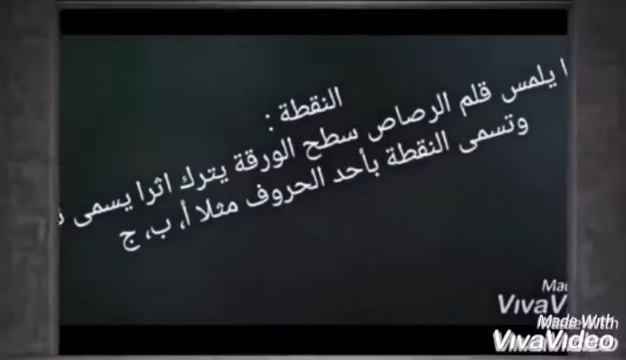 النقطة :
ا يلمس قلم الرصاص سطح الورقة يترك اثرا يسمى
وتسمى النقطة بأحد الحروف مثلا أ، ب، ج
Made With
VivaVideo